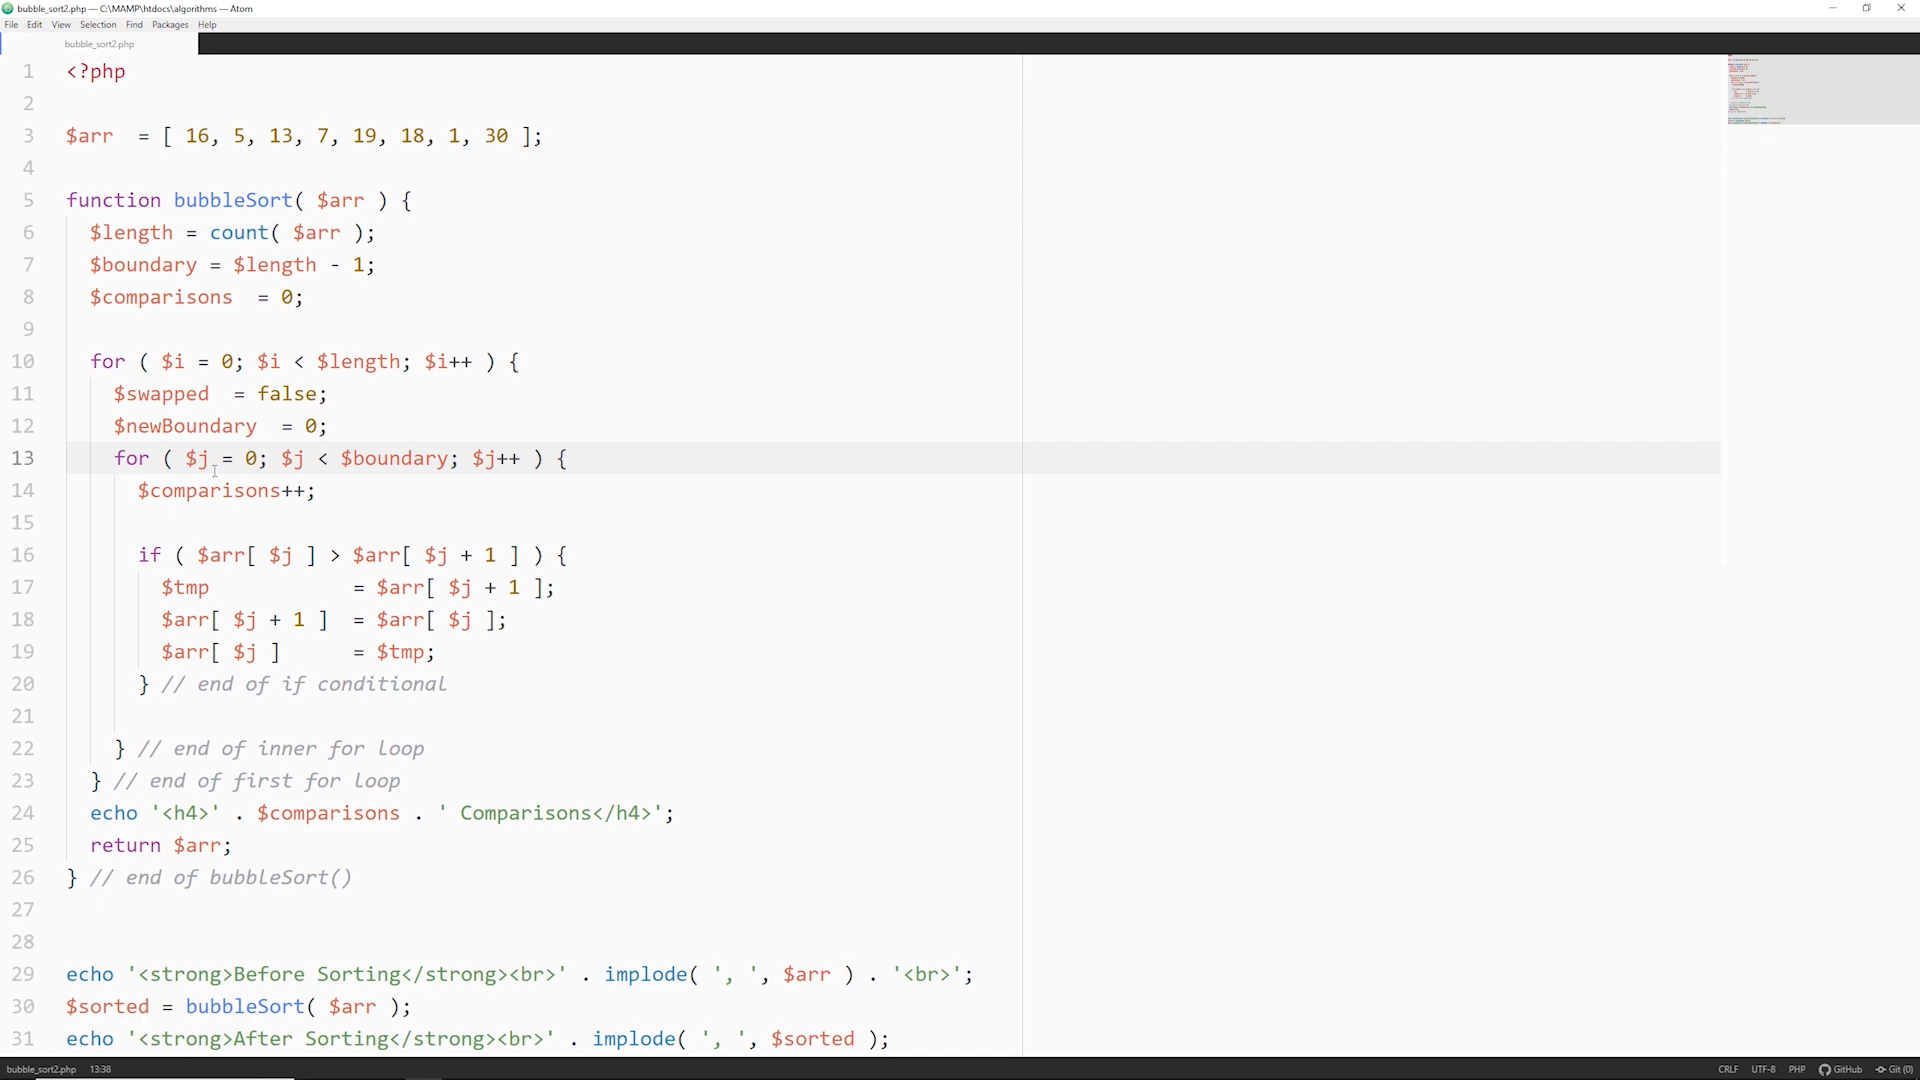 bubble_sort2.php — C:\MAMP\htdocs\algorithms — Atom
File Edit View Selection Find Packages Help
bubble_sort2.php
1 <?php
2
3 $arr = [ 16, 5, 13, 7, 19, 18, 1, 30 ];
4
5 function bubbleSort( $arr ) {
6 $length = count( $arr );
7 $boundary = $length - 1;
8 $comparisons = 0;
9
10 for ( $i = 0; $i < $length; $i++ ) {
11 $swapped = false;
12 $newBoundary = 0;
13 for ( $j = 0; $j < $boundary; $j++ ) {
14 $comparisons++;
15
16 if ( $arr[ $j ] > $arr[ $j + 1 ] ) {
17 $tmp = $arr[ $j + 1 ];
18 $arr[ $j + 1 ] = $arr[ $j ];
19 $arr[ $j ] = $tmp;
20 } // end of if conditional
21
22 } // end of inner for loop
23 } // end of first for loop
24 echo '<h4>' . $comparisons . ' Comparisons</h4>';
25 return $arr;
26 } // end of bubbleSort()
27
28
29 echo '<strong>Before Sorting</strong><br>' . implode( ', ', $arr ) . '<br>';
30 $sorted = bubbleSort( $arr );
31 echo '<strong>After Sorting</strong><br>' . implode( ', ', $sorted );
bubble_sort2.php 13:38 CRLF UTF-8 PHP GitHub Git (0)